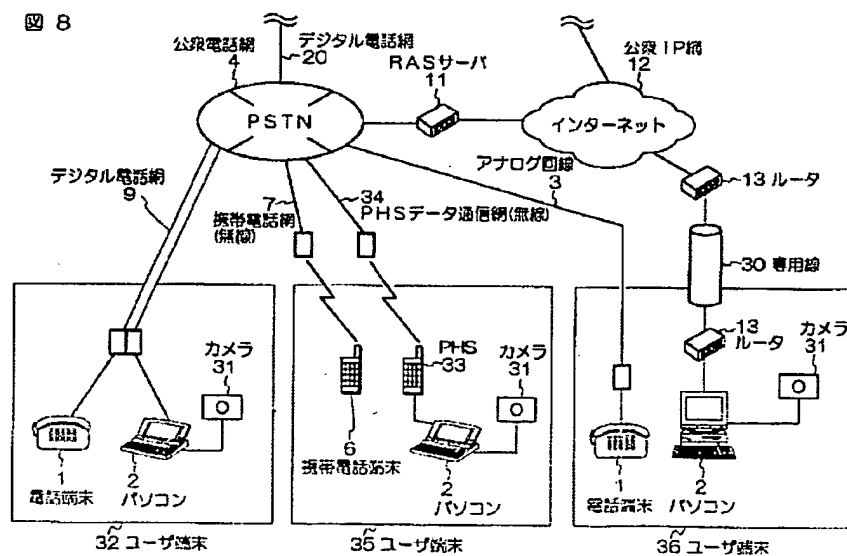 図 8
公衆電話網
4
デジタル電話網
20
RASサーバ
11
公衆IP網
12
PSTN
インターネット
アナログ回線
3
13 ルータ
デジタル電話網
9
7
携帯電話網
(無線)
34
PHSデータ通信網(無線)
30 専用線
カメラ
31
PHS
33
カメラ
31
13
ルータ
カメラ
31
1
電話端末
2
パソコン
6
携帯電話端末
2
パソコン
1
電話端末
2
パソコン
32 ユーザ端末
35 ユーザ端末
36 ユーザ端末